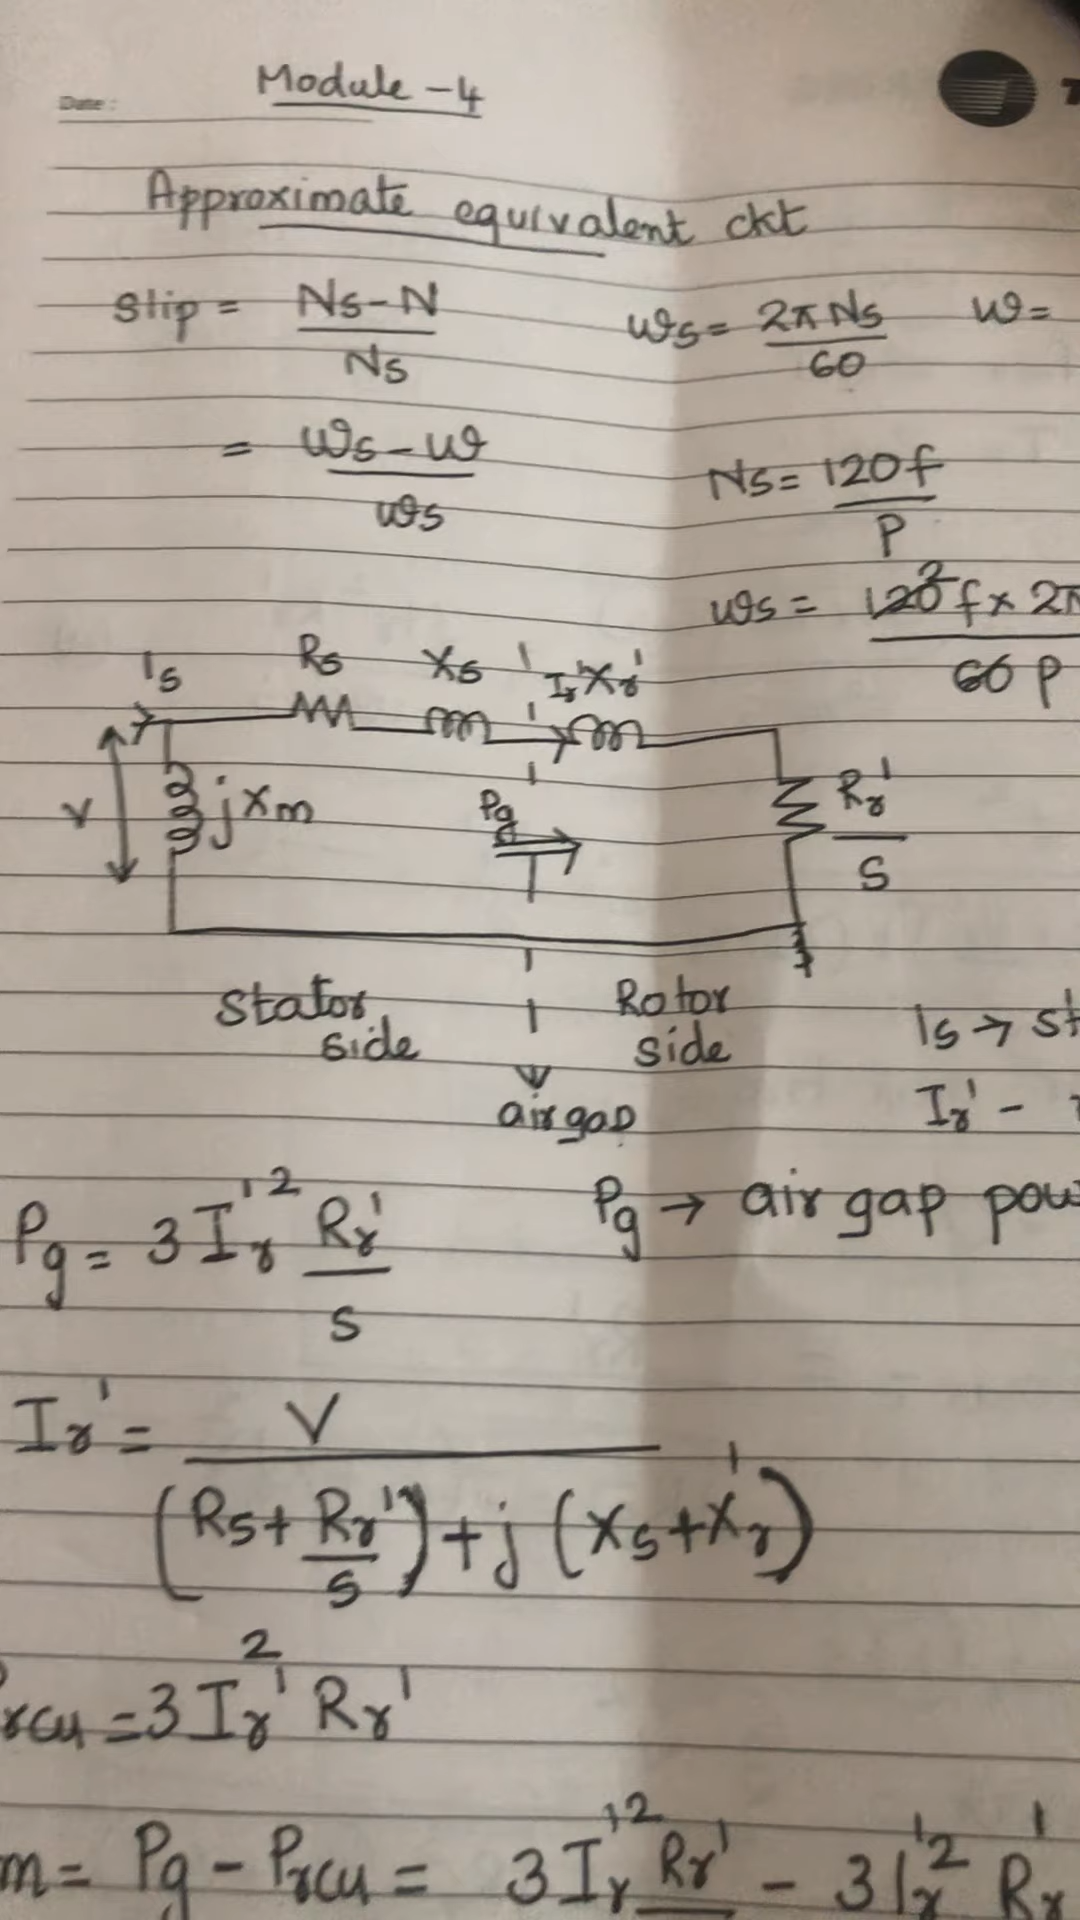 Date :
Module - 4
Approximate equivalent ckt
Slip = Ns - N / Ns
ωs = 2π Ns / 60
ω =
= ωs - ω / ωs
Ns = 120f / P
ωs = 120² f x 2π / 60 P
Is Rs Xs Ir' Xr'
V jxm Pg Rr' / S
Stator side
Rotor side
air gap
Is → st
Ir' -
Pg = 3 Ir'² Rr' / s
Pg → air gap pow
Ir' = V / (Rs + Rr' / s) + j (Xs + Xr')
rcu = 3 Ir'² Rr'
m = Pg - Prcu = 3 Ir'² Rr' - 3 Ir'² Rr'